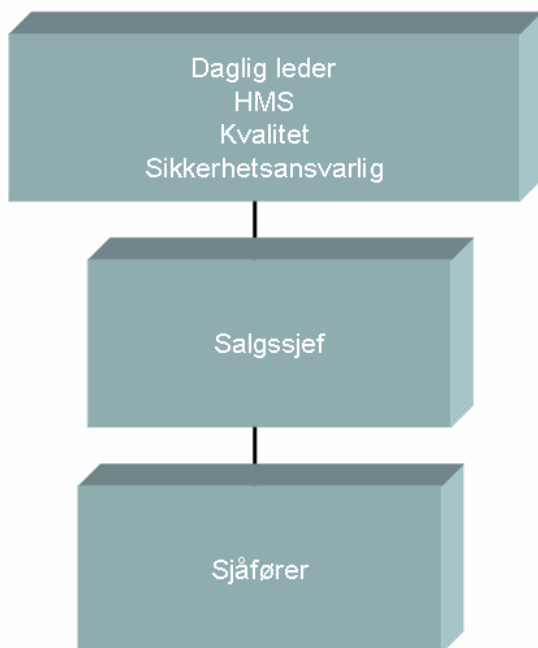 Daglig leder
HMS
Kvalitet
Sikkerhetsansvarlig
Salgssjef
Sjåfører